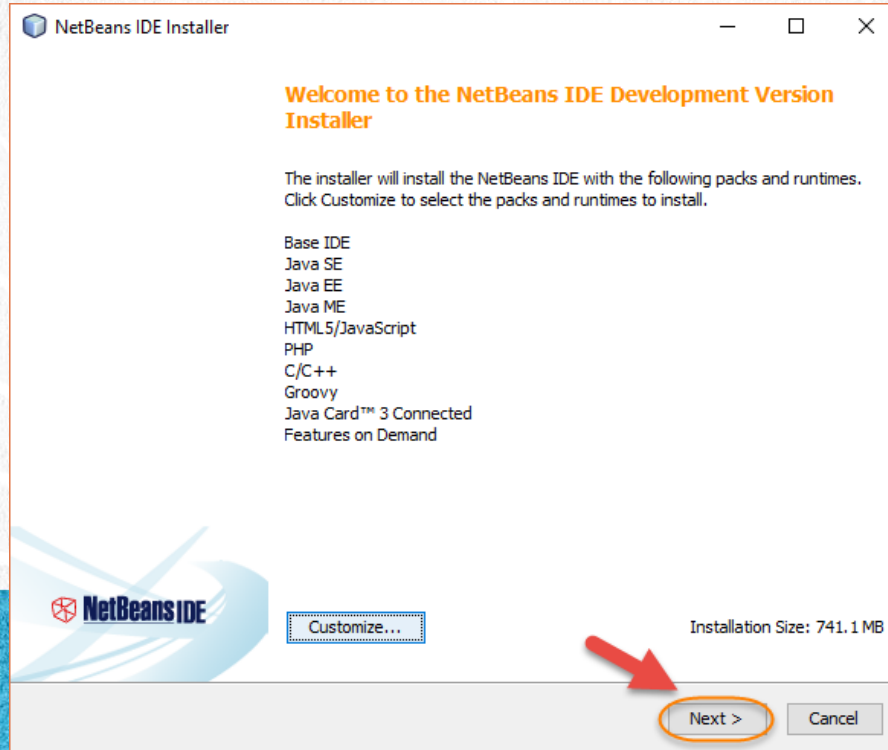 NetBeans IDE Installer
Welcome to the NetBeans IDE Development Version
Installer
The installer will install the NetBeans IDE with the following packs and runtimes.
Click Customize to select the packs and runtimes to install.
Base IDE
Java SE
Java EE
Java ME
HTML5/JavaScript
PHP
C/C++
Groovy
Java Card™ 3 Connected
Features on Demand
NetBeans IDE
Customize...
Installation Size: 741.1 MB
Next >
Cancel